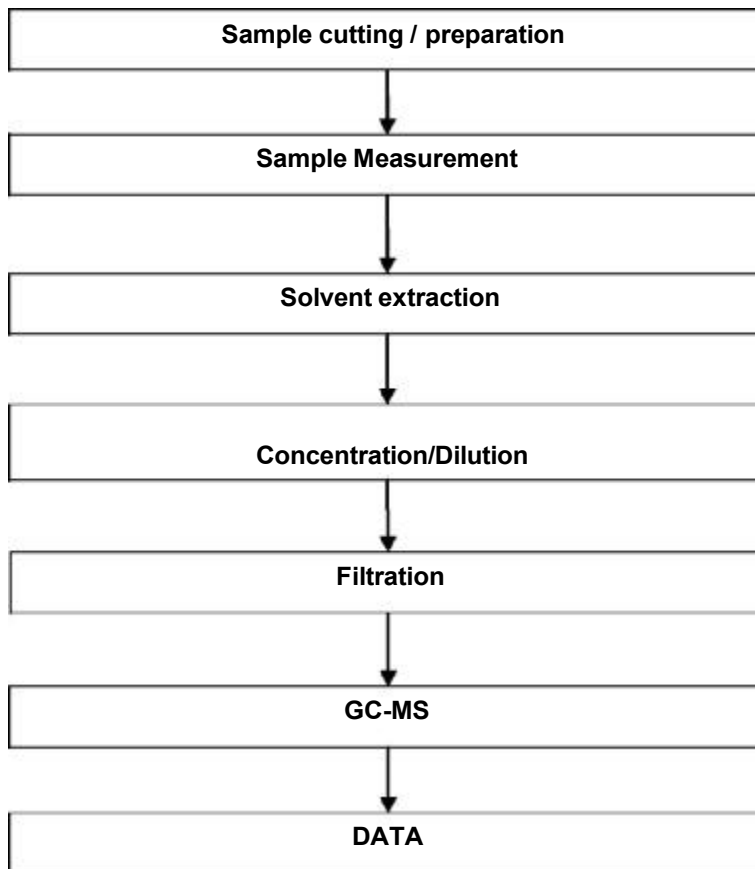 Sample cutting / preparation
Sample Measurement
Solvent extraction
Concentration/Dilution
Filtration
GC-MS
DATA